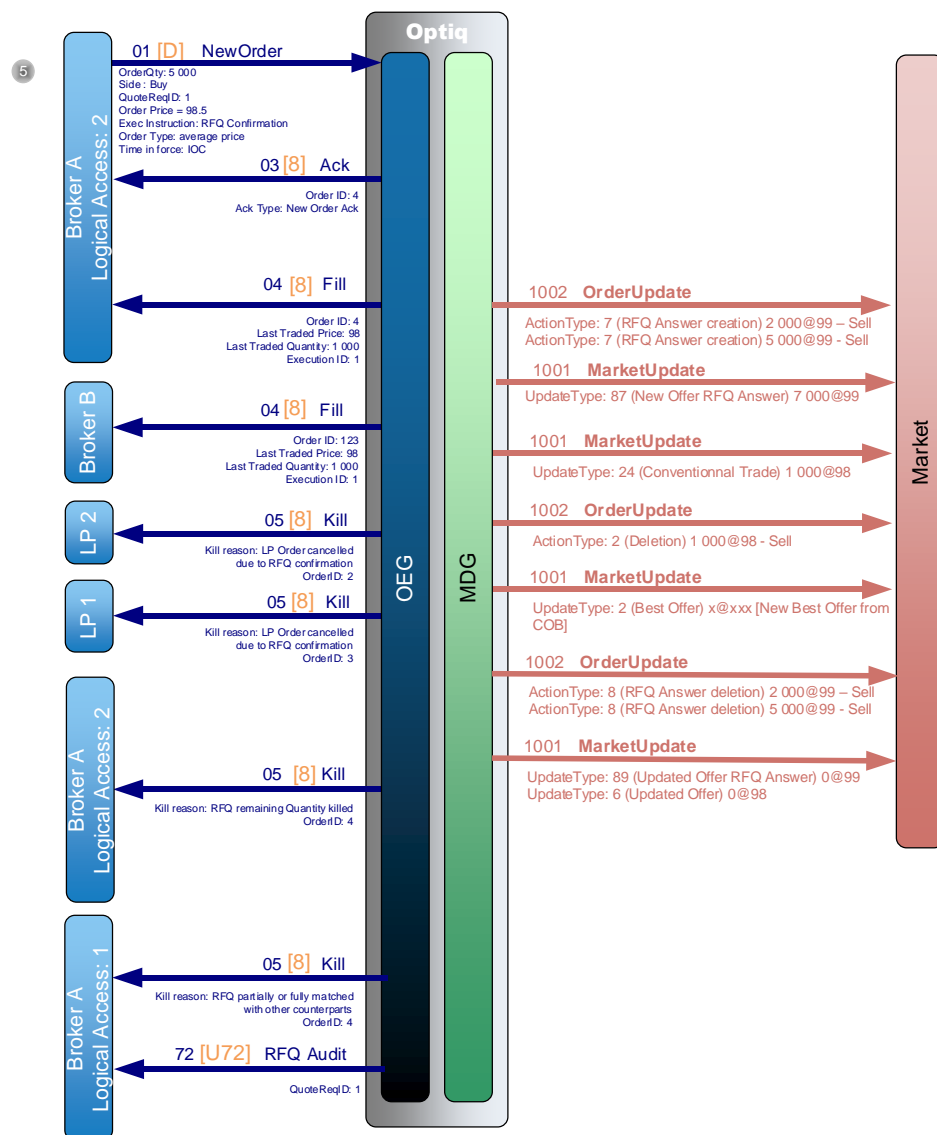 Optiq
5
Broker A
Logical Access: 2
01 [D] NewOrder
OrderQty: 5 000
Side : Buy
QuoteReqID: 1
Order Price = 98.5
Exec Instruction: RFQ Confirmation
Order Type: average price
Time in force: IOC
03 [8] Ack
Order ID: 4
Ack Type: New Order Ack
04 [8] Fill
Order ID: 4
Last Traded Price: 98
Last Traded Quantity: 1 000
Execution ID: 1
Broker B
04 [8] Fill
Order ID: 123
Last Traded Price: 98
Last Traded Quantity: 1 000
Execution ID: 1
LP 2
05 [8] Kill
Kill reason: LP Order cancelled
due to RFQ confirmation
OrderID: 2
LP 1
05 [8] Kill
Kill reason: LP Order cancelled
due to RFQ confirmation
OrderID: 3
Broker A
Logical Access: 2
05 [8] Kill
Kill reason: RFQ remaining Quantity killed
OrderID: 4
Broker A
Logical Access: 1
05 [8] Kill
Kill reason: RFQ partially or fully matched
with other counterparts
OrderID: 4
72 [U72] RFQ Audit
QuoteReqID: 1
OEG
MDG
1002 OrderUpdate
ActionType: 7 (RFQ Answer creation) 2 000@99 – Sell
ActionType: 7 (RFQ Answer creation) 5 000@99 - Sell
1001 MarketUpdate
UpdateType: 87 (New Offer RFQ Answer) 7 000@99
1001 MarketUpdate
UpdateType: 24 (Conventionnal Trade) 1 000@98
1002 OrderUpdate
ActionType: 2 (Deletion) 1 000@98 - Sell
1001 MarketUpdate
UpdateType: 2 (Best Offer) x@xxx [New Best Offer from
COB]
1002 OrderUpdate
ActionType: 8 (RFQ Answer deletion) 2 000@99 – Sell
ActionType: 8 (RFQ Answer deletion) 5 000@99 - Sell
1001 MarketUpdate
UpdateType: 89 (Updated Offer RFQ Answer) 0@99
UpdateType: 6 (Updated Offer) 0@98
Market